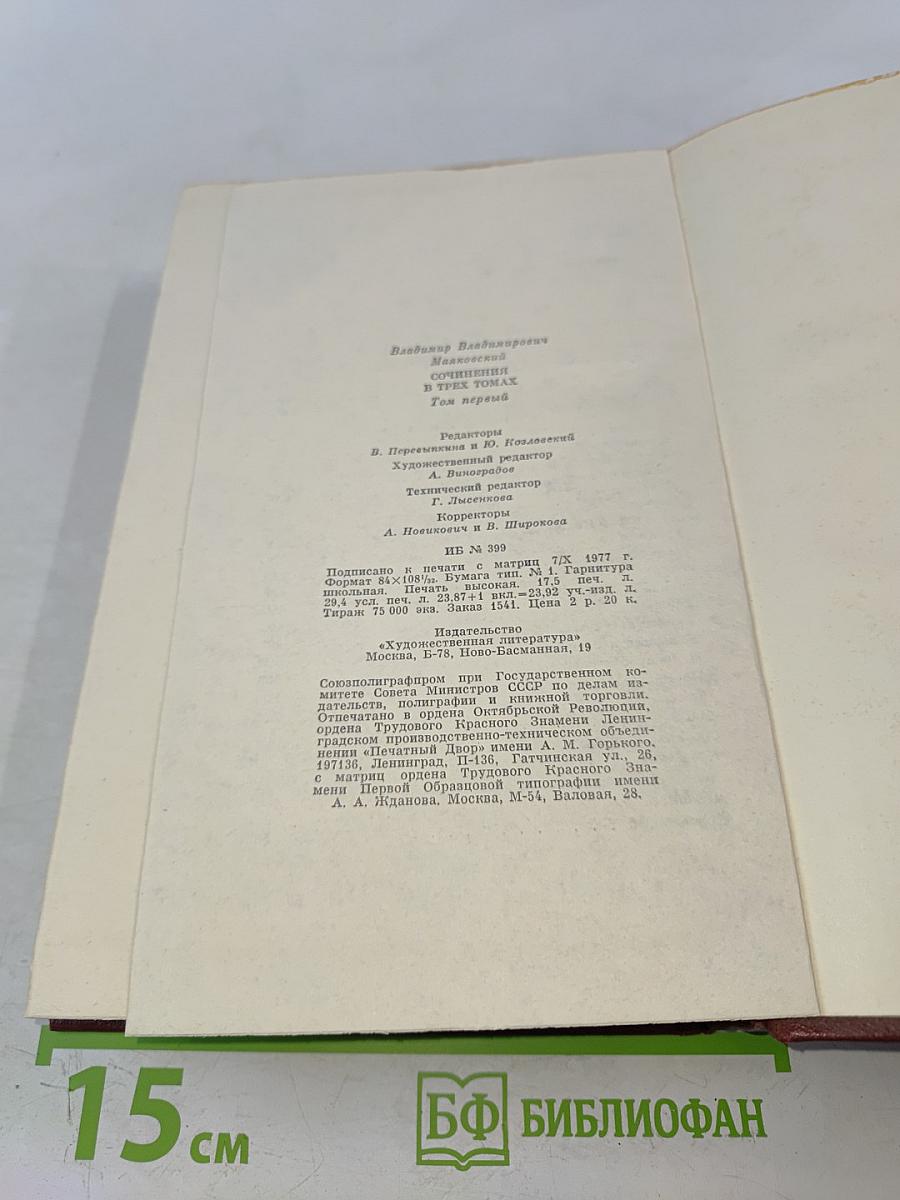 Владимир Владимирович
Маяковский
СОЧИНЕНИЯ
В ТРЕХ ТОМАХ
Том первый
Редакторы
В. Перевыпкина и Ю. Козловский
Художественный редактор
А. Виноградов
Технический редактор
Г. Лысенкова
Корректоры
А. Новикович и В. Широкова
ИБ № 399
Подписано к печати с матриц 7/X 1977 г.
Формат 84×108¹/₃₂. Бумага тип. № 1. Гарнитура
школьная. Печать высокая. 17,5 печ. л.
29,4 усл. печ. л. 23,87+1 вкл.=23,92 уч.-изд. л.
Тираж 75 000 экз. Заказ 1541. Цена 2 р. 20 к.
Издательство
«Художественная литература»
Москва, Б-78, Ново-Басманная, 19
Союзполиграфпром при Государственном ко-
митете Совета Министров СССР по делам из-
дательств, полиграфии и книжной торговли.
Отпечатано в ордена Октябрьской Революции,
ордена Трудового Красного Знамени Ленин-
градском производственно-техническом объеди-
нении «Печатный Двор» имени А. М. Горького.
197136, Ленинград, П-136, Гатчинская ул., 26,
с матриц ордена Трудового Красного Зна-
мени Первой Образцовой типографии имени
А. А. Жданова. Москва, М-54, Валовая, 28.
15 см
БФ БИБЛИОФАН